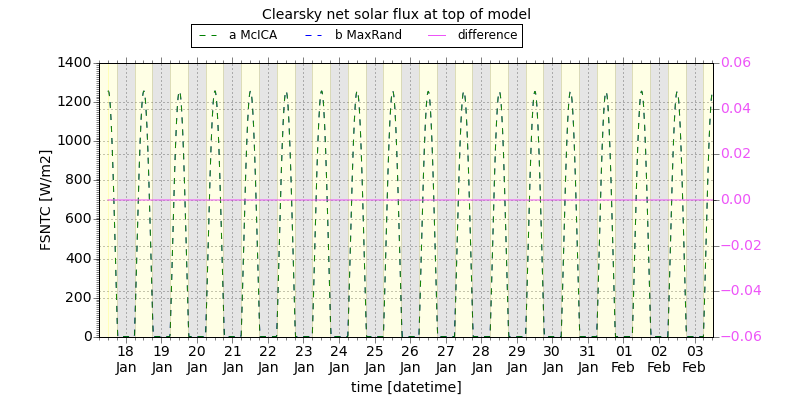 Clearsky net solar flux at top of model
a McICA b MaxRand difference
1400
1200
1000
800
600
400
200
0
FSNTC [W/m2]
0.06
0.04
0.02
0.00
−0.02
−0.04
−0.06
18 19 20 21 22 23 24 25 26 27 28 29 30 31 01 02 03
Jan Jan Jan Jan Jan Jan Jan Jan Jan Jan Jan Jan Jan Jan Feb Feb Feb
time [datetime]